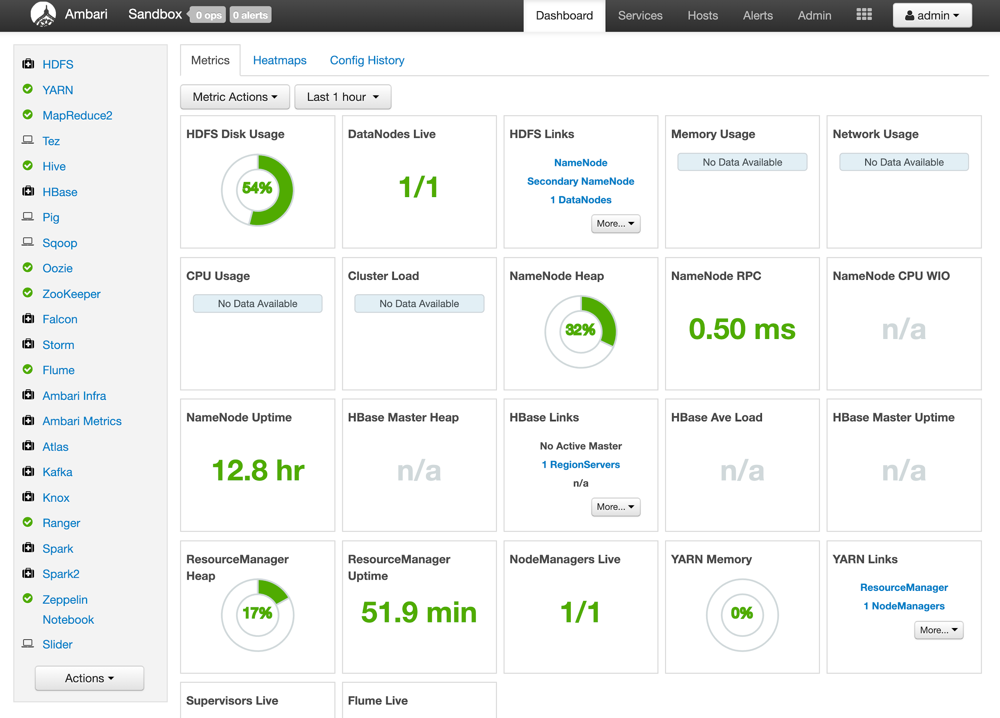 Ambari
Sandbox
0 ops
0 alerts
Dashboard
Services
Hosts
Alerts
Admin
admin
HDFS
YARN
MapReduce2
Tez
Hive
HBase
Pig
Sqoop
Oozie
ZooKeeper
Falcon
Storm
Flume
Ambari Infra
Ambari Metrics
Atlas
Kafka
Knox
Ranger
Spark
Spark2
Zeppelin
Notebook
Slider
Actions
Metrics
Heatmaps
Config History
Metric Actions
Last 1 hour
HDFS Disk Usage
54%
DataNodes Live
1/1
HDFS Links
NameNode
Secondary NameNode
1 DataNodes
More...
Memory Usage
No Data Available
Network Usage
No Data Available
CPU Usage
No Data Available
Cluster Load
No Data Available
NameNode Heap
32%
NameNode RPC
0.50 ms
NameNode CPU WIO
n/a
NameNode Uptime
12.8 hr
HBase Master Heap
n/a
HBase Links
No Active Master
1 RegionServers
n/a
More...
HBase Ave Load
n/a
HBase Master Uptime
n/a
ResourceManager
Heap
17%
ResourceManager
Uptime
51.9 min
NodeManagers Live
1/1
YARN Memory
0%
YARN Links
ResourceManager
1 NodeManagers
More...
Supervisors Live
Flume Live